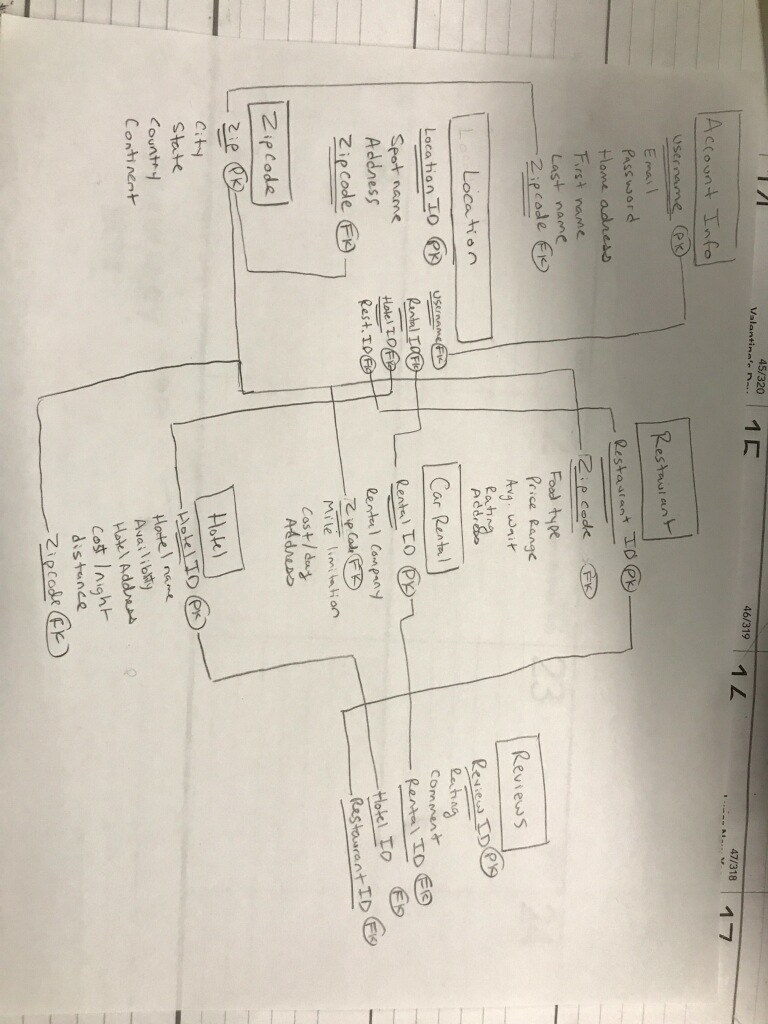 45/320
Valentine's Day
15
46/319
16
47/318
17
Account Info
Username PK
Email
Password
Home adress
First name
Last name
Zipcode FK
Location
Location ID PK
Spot name
Address
Zipcode FK
Username FK
Rental ID FK
Hotel ID FK
Rest. ID FK
Zipcode
Zip PK
City
State
Country
Continent
Restaurant
Restaurant ID PK
Zip code FK
Food type
Price Range
Avg. Wait
Rating
Address
Car Rental
Rental ID PK
Rental Company
Zip Code FK
Mile limitation
Cost/day
Address
Hotel
Hotel ID PK
Hotel name
Availiblty
Hotel Address
Cost/night
distance
Zipcode FK
Reviews
Review ID PK
Rating
Comment
Rental ID FK
Hotel ID FK
Restaurant ID FK
23
24